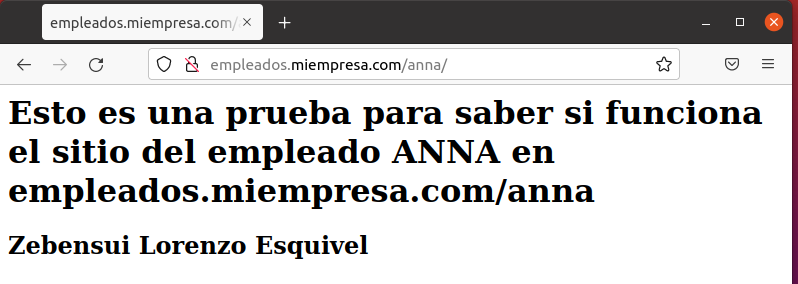 empleados.miempresa.com/
empleados.miempresa.com/anna/
Esto es una prueba para saber si funciona
el sitio del empleado ANNA en
empleados.miempresa.com/anna
Zebensui Lorenzo Esquivel